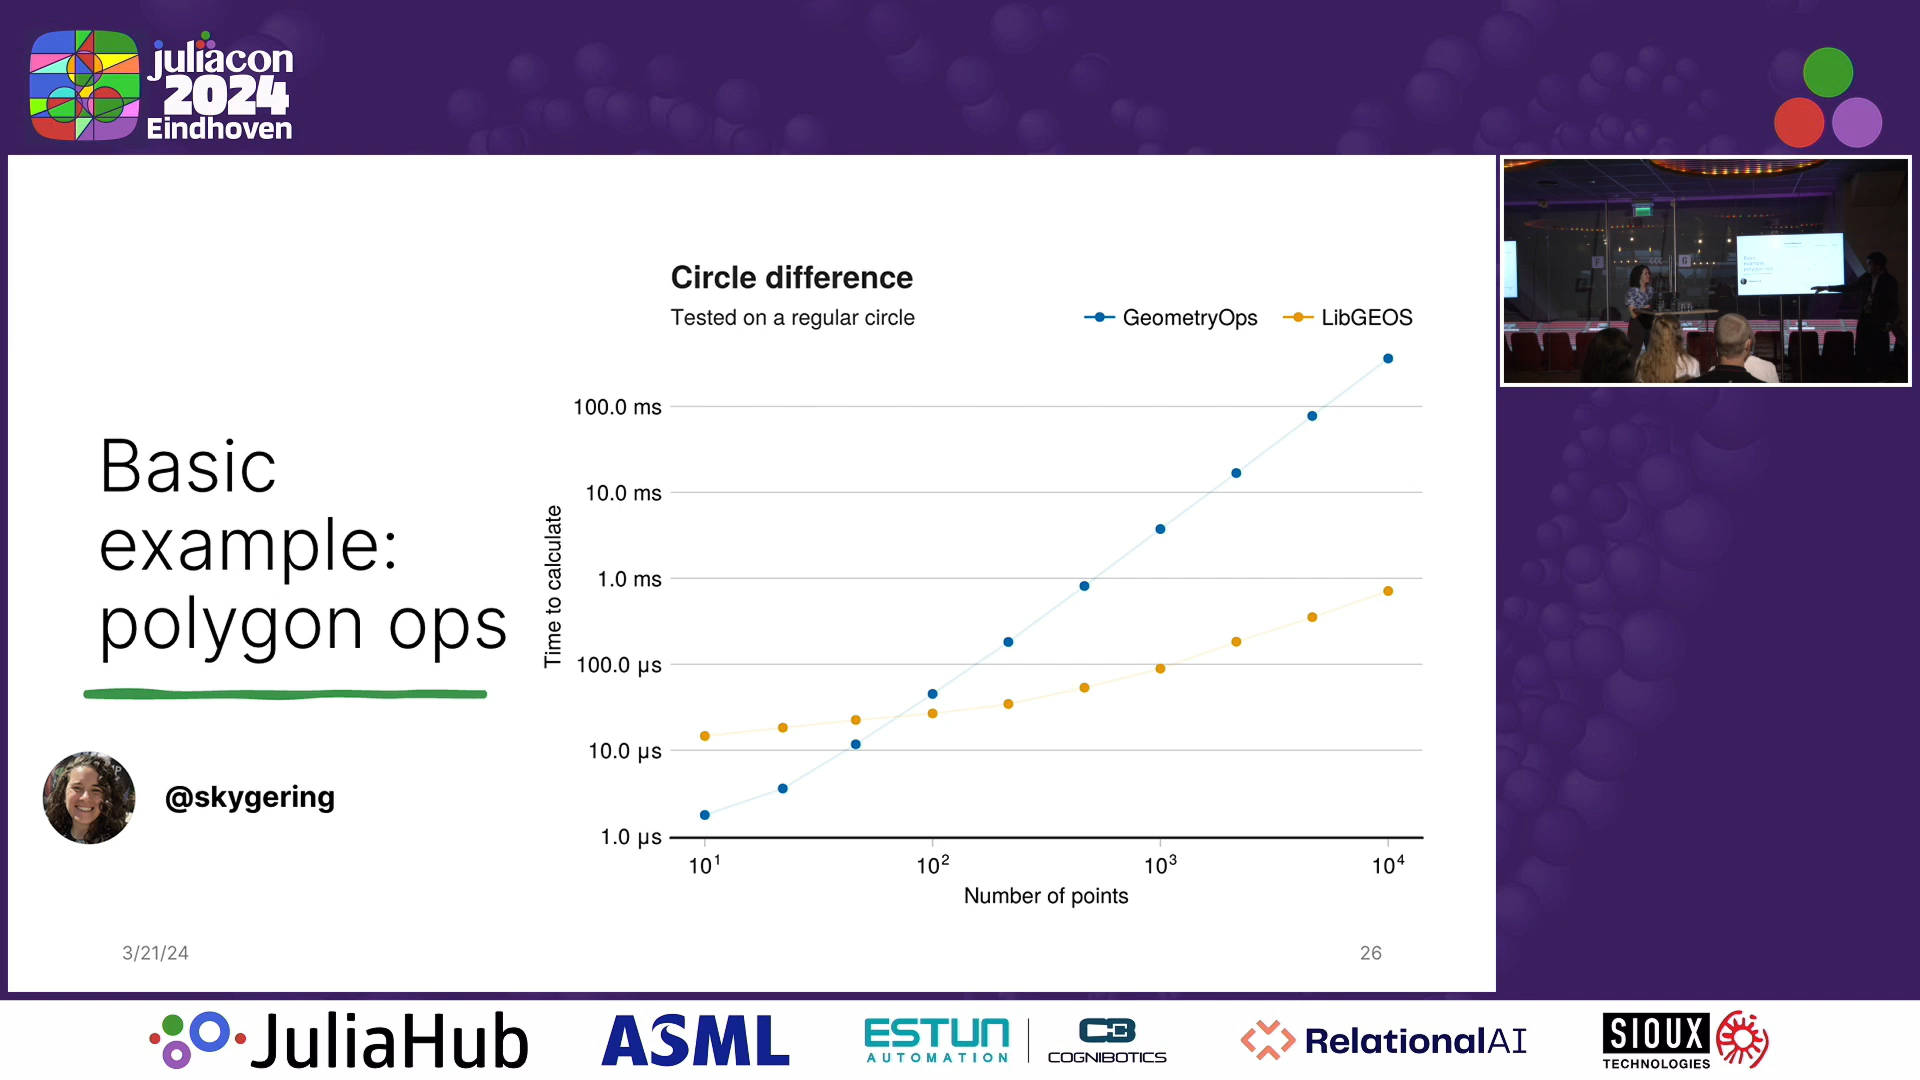 juliacon
2024
Eindhoven
Circle difference
Tested on a regular circle
GeometryOps
LibGEOS
Basic
example:
polygon ops
@skygering
Time to calculate
100.0 ms
10.0 ms
1.0 ms
100.0 µs
10.0 µs
1.0 µs
10¹
10²
10³
10⁴
Number of points
3/21/24
26
JuliaHub
ASML
ESTUN
AUTOMATION
COGNIBOTICS
RelationalAI
SIOUX
TECHNOLOGIES